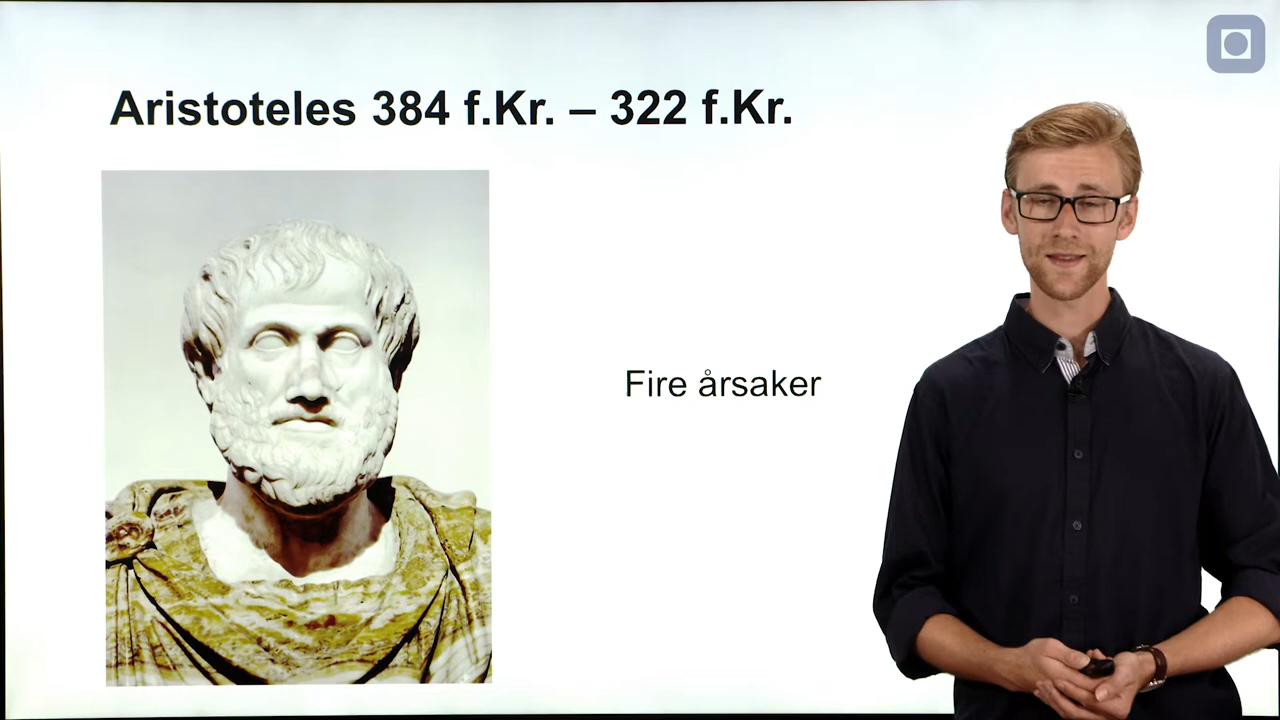 Aristoteles 384 f.Kr. – 322 f.Kr.
Fire årsaker